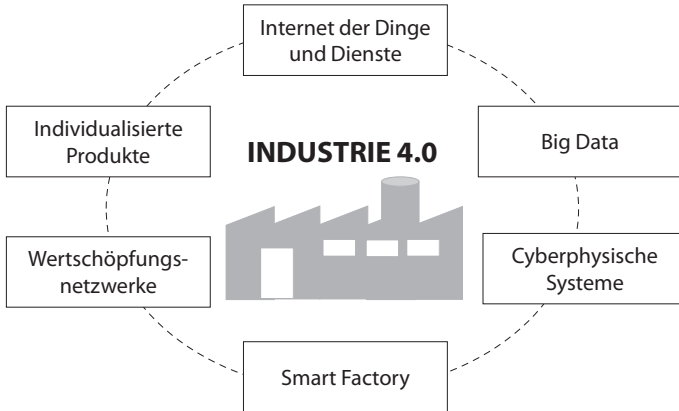 Internet der Dinge
und Dienste
Individualisierte
Produkte
INDUSTRIE 4.0
Big Data
Wertschöpfungs-
netzwerke
Cyberphysische
Systeme
Smart Factory